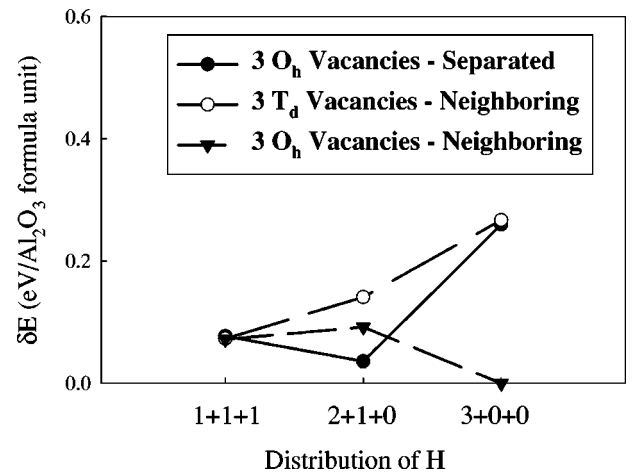 0.6
3 Oh Vacancies - Separated
3 Td Vacancies - Neighboring
3 Oh Vacancies - Neighboring
0.4
δE (eV/Al2O3 formula unit)
0.2
0.0
1+1+1 2+1+0 3+0+0
Distribution of H